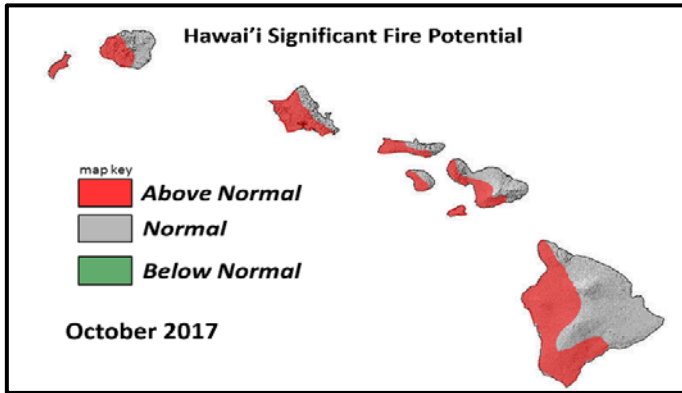 Hawai’i Significant Fire Potential
map key
Above Normal
Normal
Below Normal
October 2017